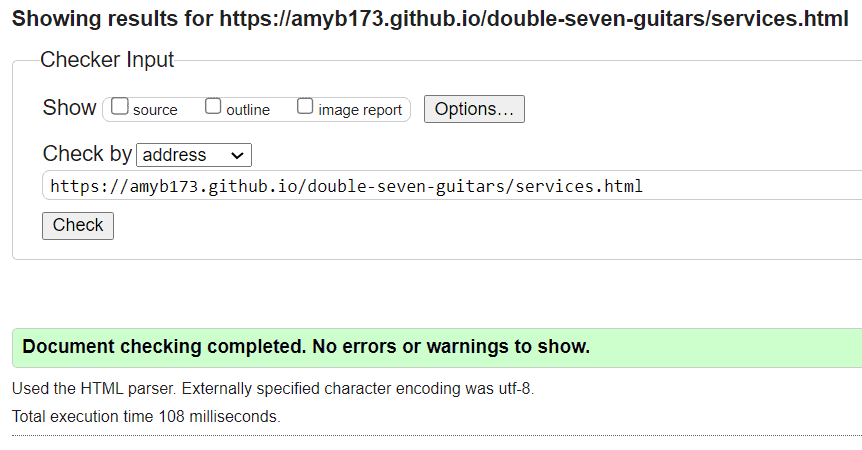 Showing results for https://amyb173.github.io/double-seven-guitars/services.html
Checker Input
Show source outline image report Options...
Check by address
https://amyb173.github.io/double-seven-guitars/services.html
Check
Document checking completed. No errors or warnings to show.
Used the HTML parser. Externally specified character encoding was utf-8.
Total execution time 108 milliseconds.